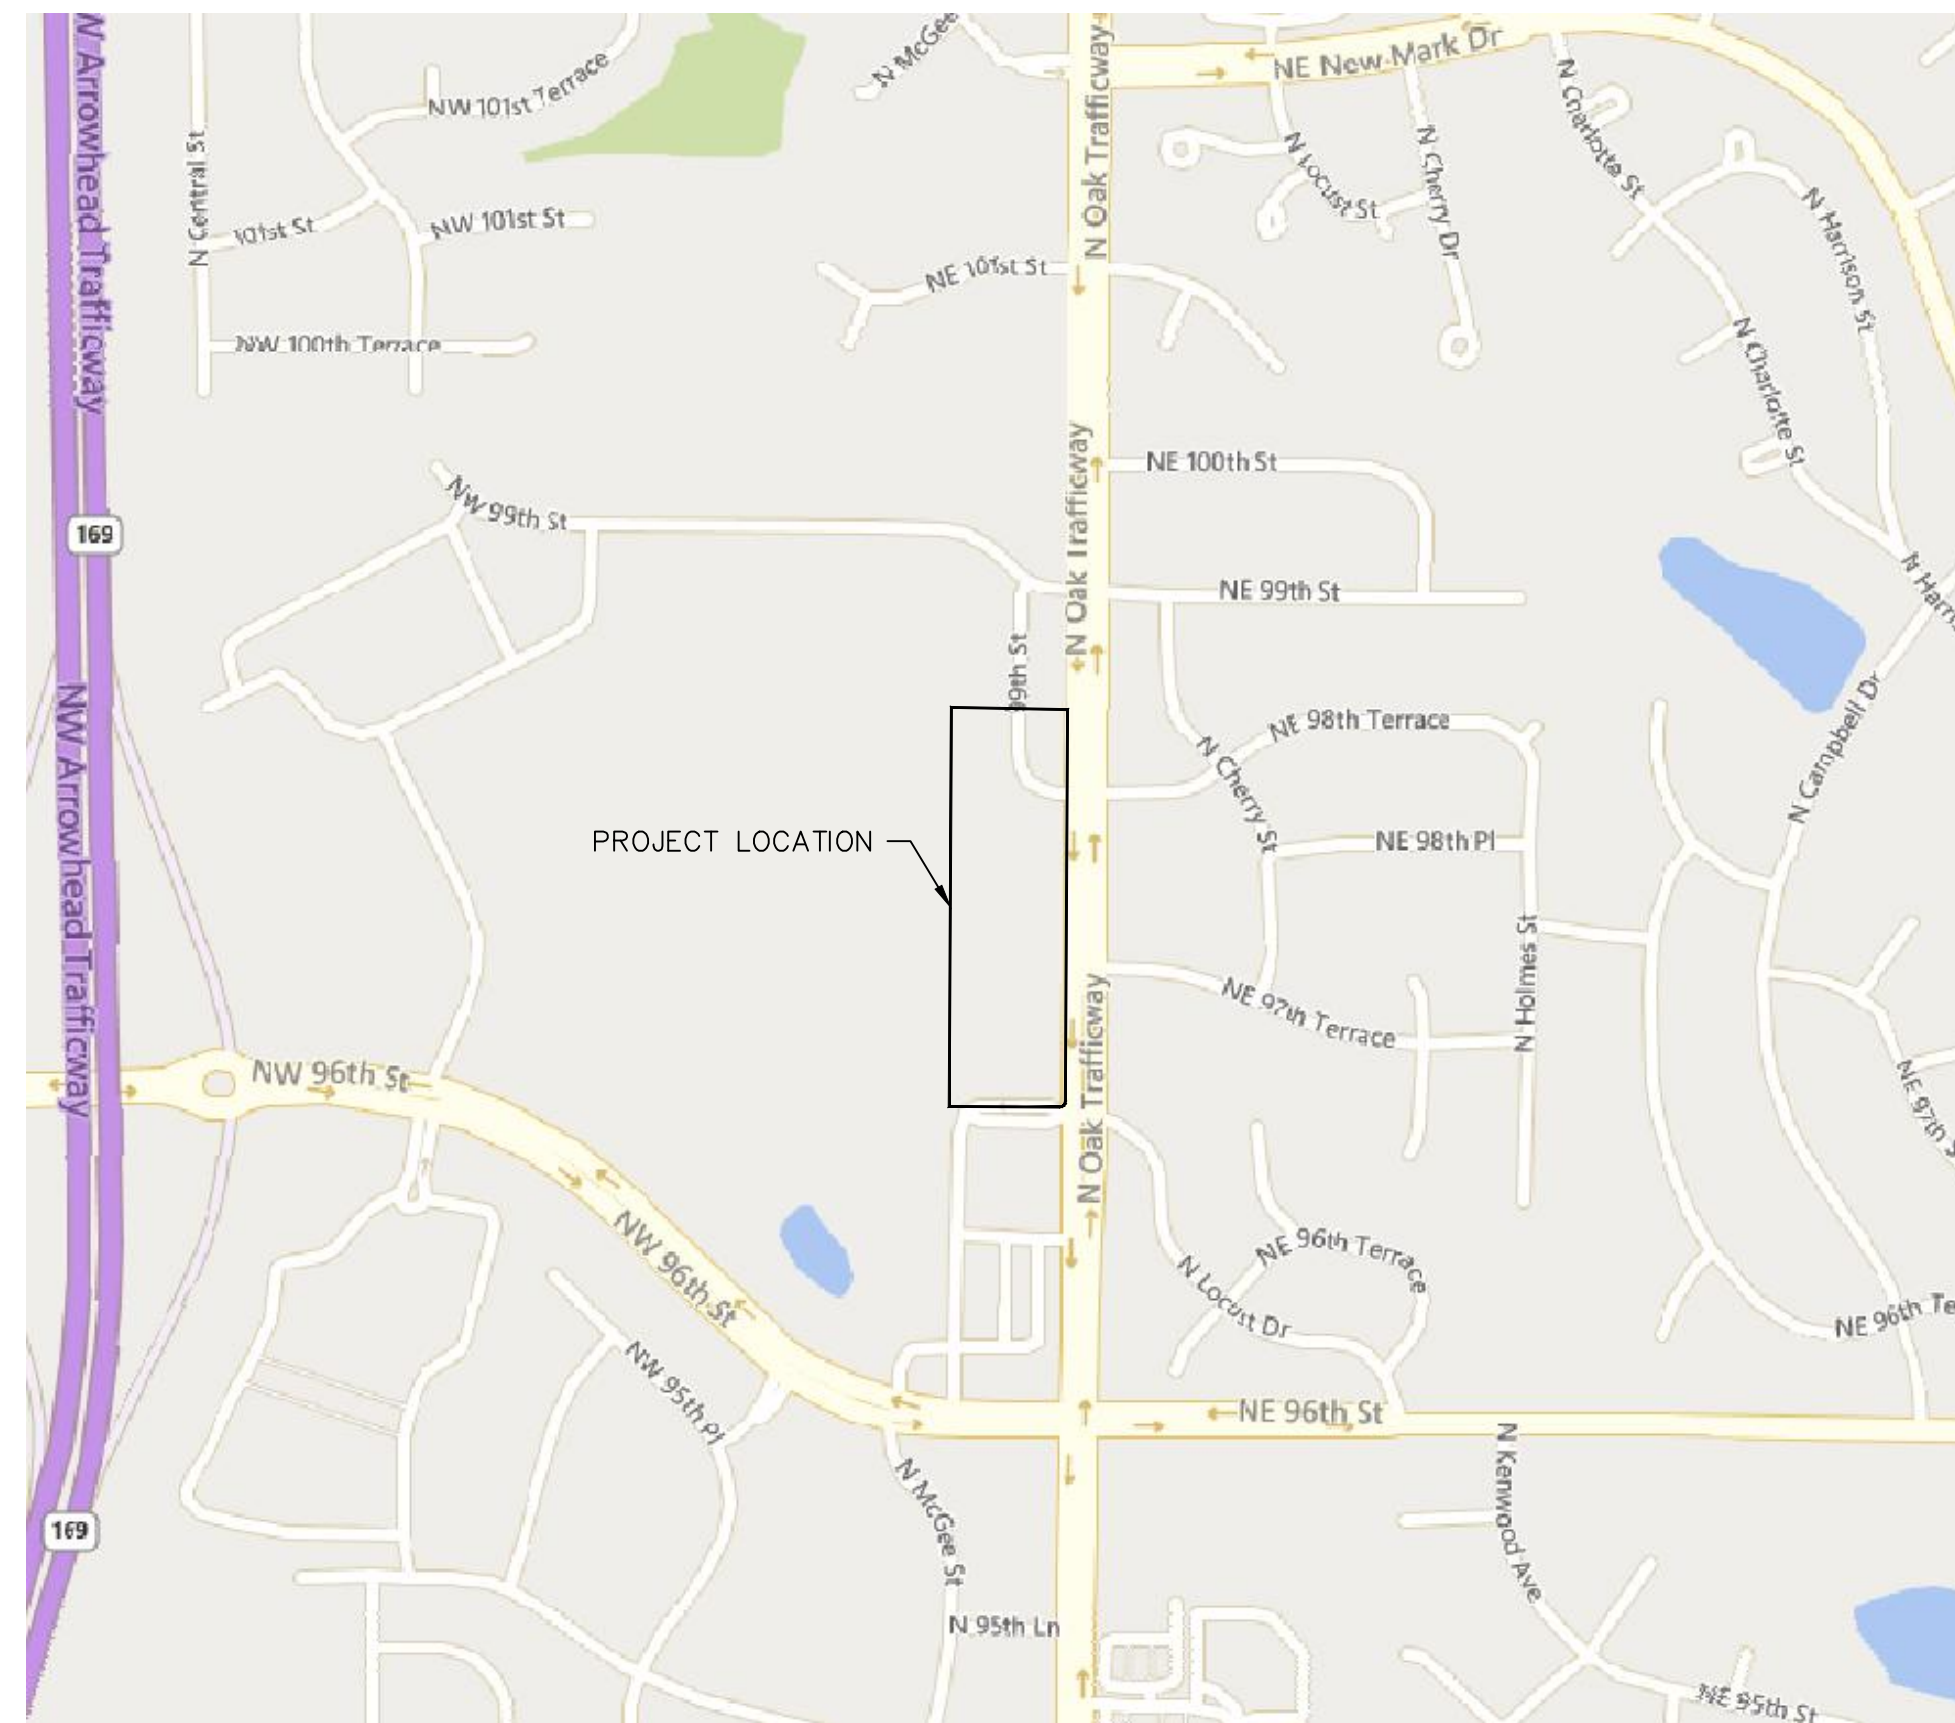 W Arrowhead Trafficway
N Central St
NW 101st Terrace
N McGee
N Oak Trafficway
NE New Mark Dr
N Charlotte St
N Locust St
N Cherry Dr
N Harrison St
101st St
NW 101st St
NE 101st St
NW 100th Terrace
N Charlotte St
N Oak Trafficway
NE 100th St
NW 99th St
169
NE 99th St
N Harri
99th St
NW Arrowhead Trafficway
NE 98th Terrace
N Campbell Dr
N Cherry St
PROJECT LOCATION
NE 98th Pl
N Holmes St
N Oak Trafficway
NE 97th Terrace
NW 96th St
NE 97th S
NW 96th St
NE 96th Terrace
N Locust Dr
NE 96th Te
NW 95th Pl
NE 96th St
N McGee St
N Kenwood Ave
169
N 95th Ln
NE 95th St